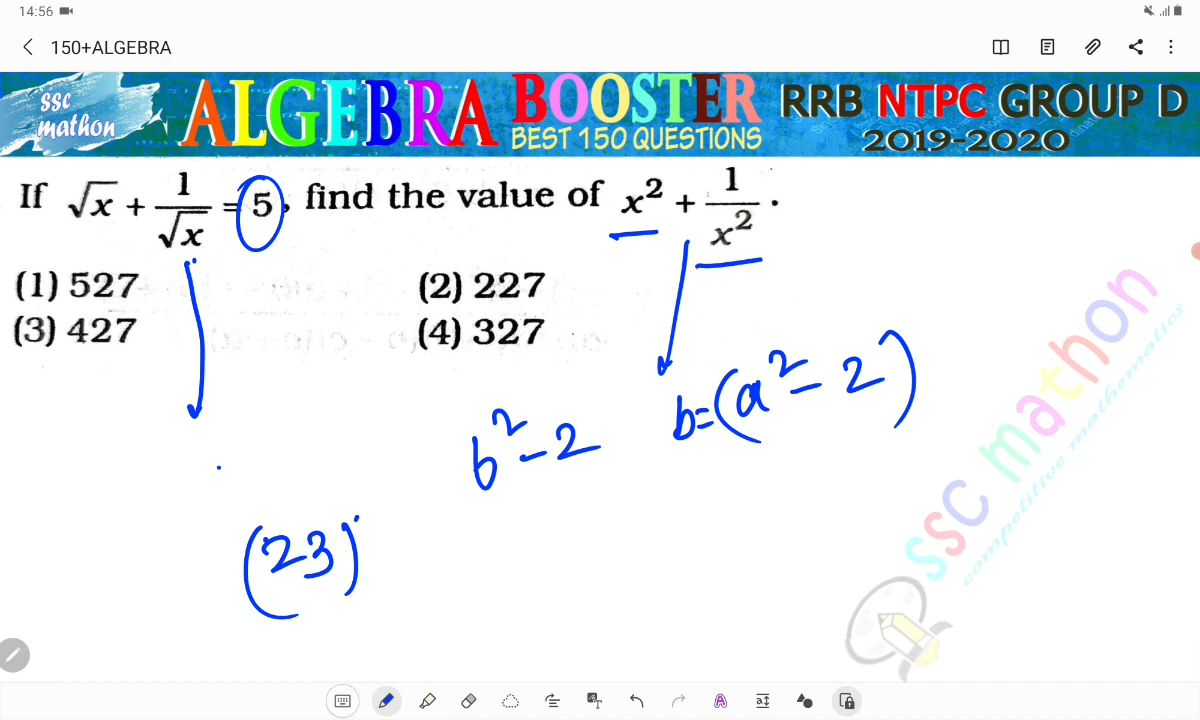 14:56
150+ALGEBRA
ssc mathon
ALGEBRA BOOSTER
BEST 150 QUESTIONS
RRB NTPC GROUP D
2019-2020
If √x + 1/√x = 5, find the value of x² + 1/x².
(1) 527 (2) 227
(3) 427 (4) 327
b = (a² - 2)
b² - 2
(23)
ssc mathon
competitive mathematics